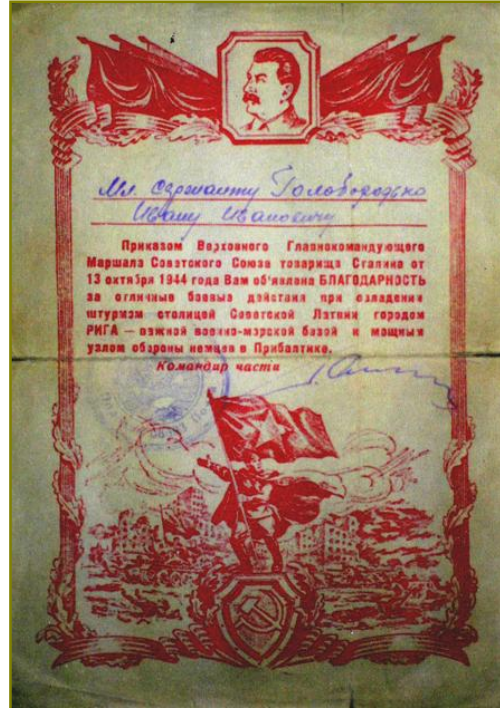 Мл. Сержанту Голобородько
Ивану Ивановичу
Приказом Верховного Главнокомандующего
Маршала Советского Союза товарища Сталина от
13 октября 1944 года Вам об'явлена БЛАГОДАРНОСТЬ
за отличные боевые действия при овладении
штурмом столицей Советской Латвии городом
РИГА — важной военно-морской базой и мощным
узлом обороны немцев в Прибалтике.
Командир части